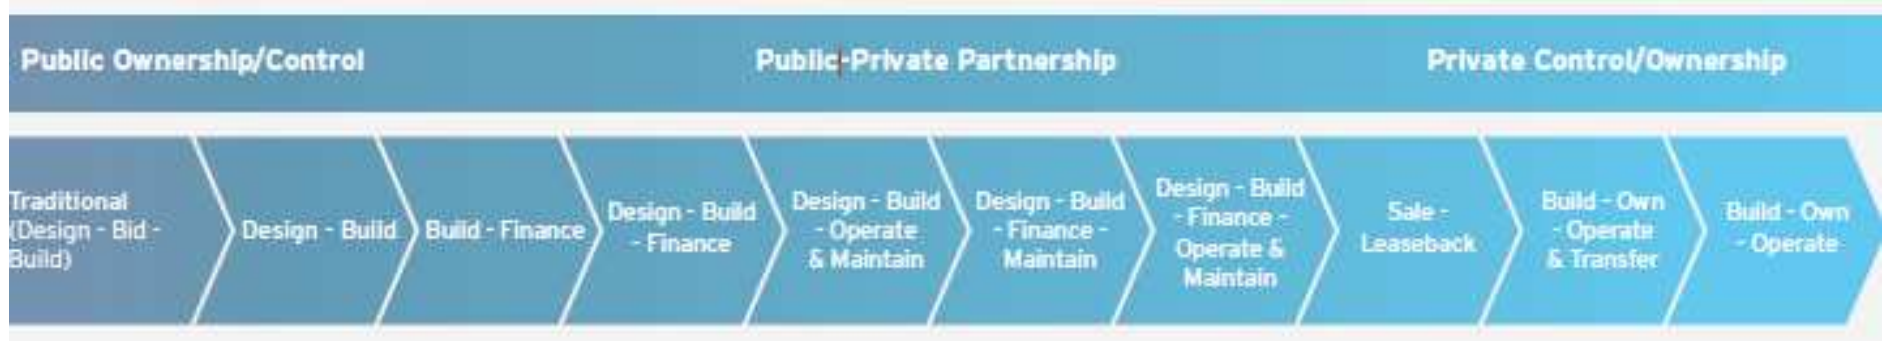 Public Ownership/Control
Public-Private Partnership
Private Control/Ownership
Traditional
(Design - Bid -
Build)
Design - Build
Build - Finance
Design - Build
- Finance
Design - Build
- Operate
& Maintain
Design - Build
- Finance -
Maintain
Design - Build
- Finance -
Operate &
Maintain
Sale -
Leaseback
Build - Own
- Operate
& Transfer
Build - Own
- Operate